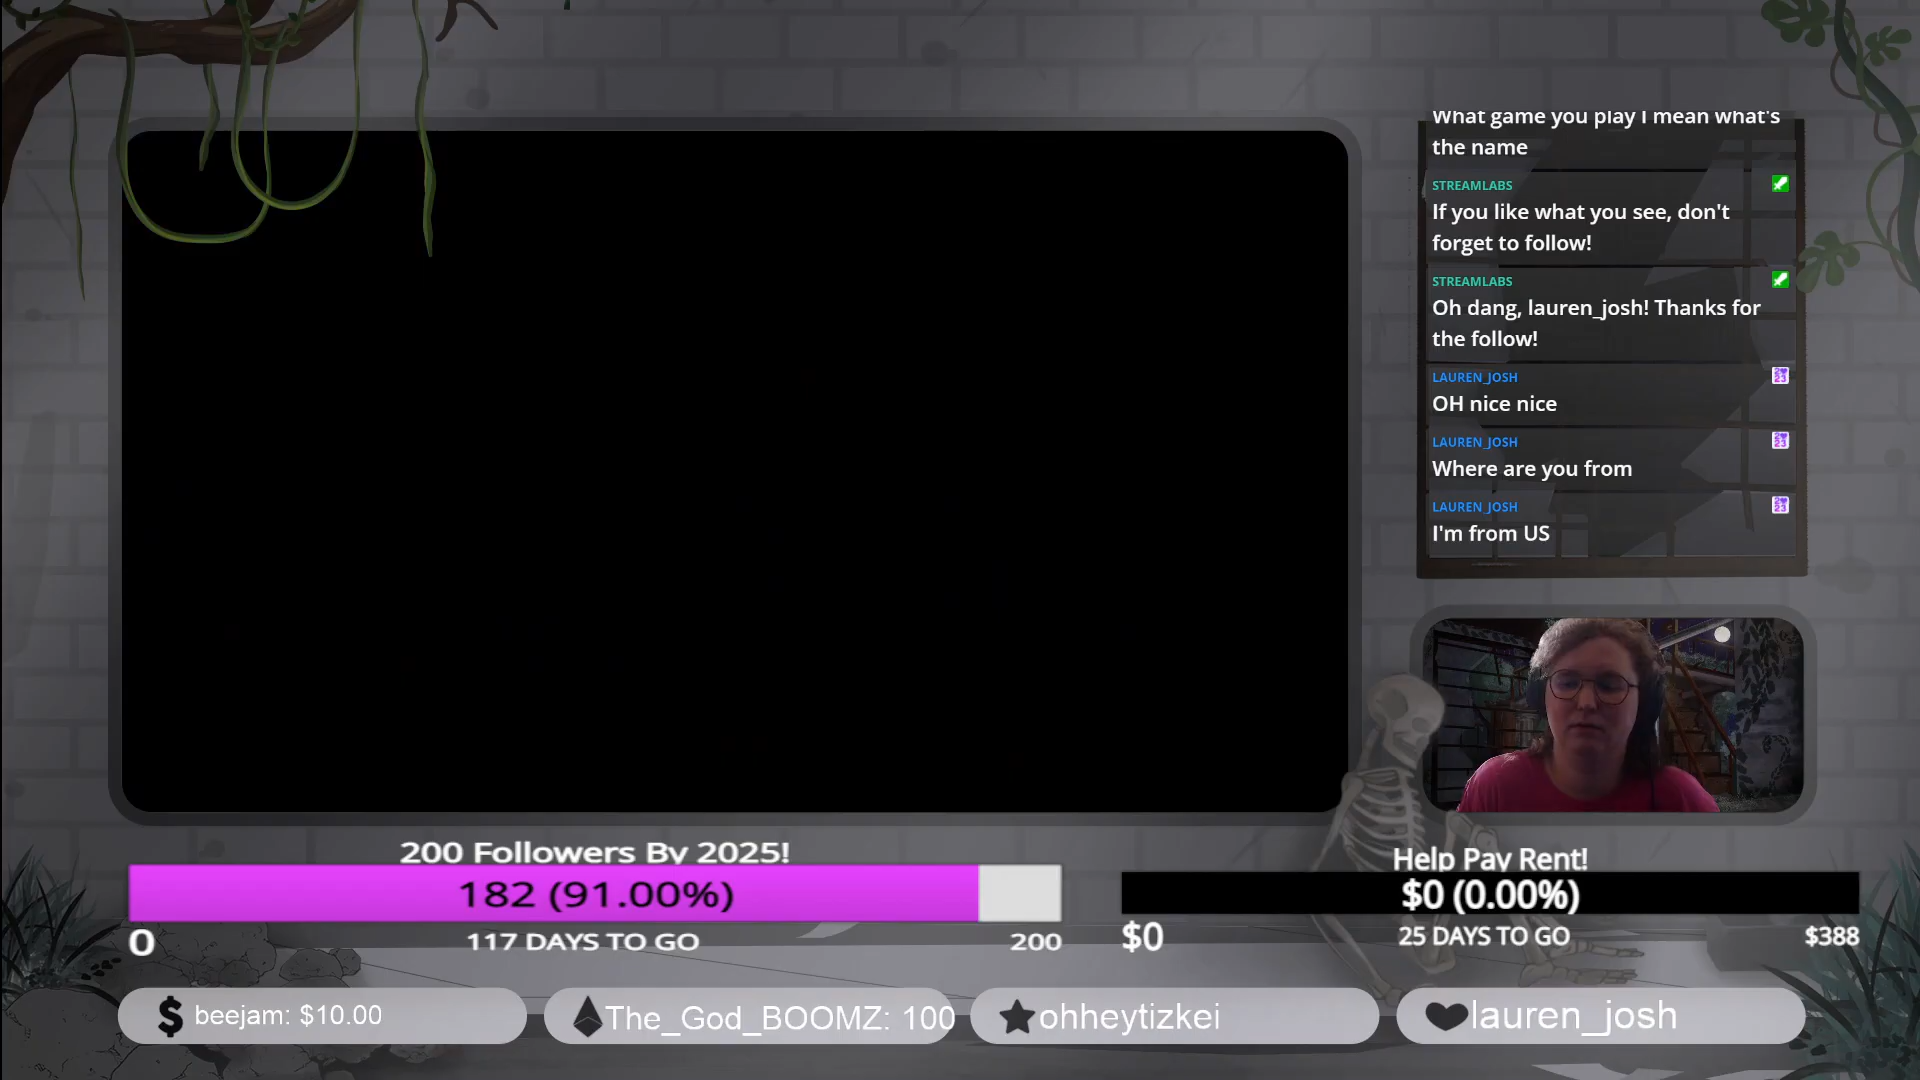 What game you play I mean what's
the name
STREAMLABS
If you like what you see, don't
forget to follow!
STREAMLABS
Oh dang, lauren_josh! Thanks for
the follow!
LAUREN_JOSH
OH nice nice
LAUREN_JOSH
Where are you from
LAUREN_JOSH
I'm from US
200 Followers By 2025!
182 (91.00%)
0
117 DAYS TO GO
200
Help Pay Rent!
$0 (0.00%)
$0
25 DAYS TO GO
$388
beejam: $10.00
The_God_BOOMZ: 100
ohheytizkei
lauren_josh